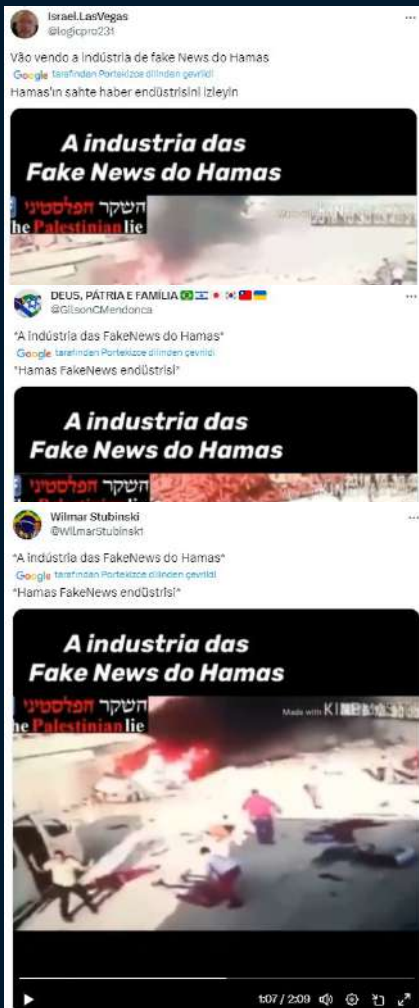 Israel.LasVegas
@logicpro231
Vão vendo a indústria de fake News do Hamas
Google tarafından Portekizce dilinden çevrildi
Hamas'ın sahte haber endüstrisini izleyin
A industria das
Fake News do Hamas
השקר הפלסטיני
he Palestinian lie
DEUS, PÁTRIA E FAMÍLIA
@GilsonCMendonca
*A indústria das FakeNews do Hamas*
Google tarafından Portekizce dilinden çevrildi
*Hamas FakeNews endüstrisi*
A industria das
Fake News do Hamas
השקר הפלסטיני
he Palestinian lie
Wilmar Stubinski
@WilmarStubinski
*A indústria das FakeNews do Hamas*
Google tarafından Portekizce dilinden çevrildi
*Hamas FakeNews endüstrisi*
A industria das
Fake News do Hamas
השקר הפלסטיני
he Palestinian lie
Made with
1:07 / 2:09